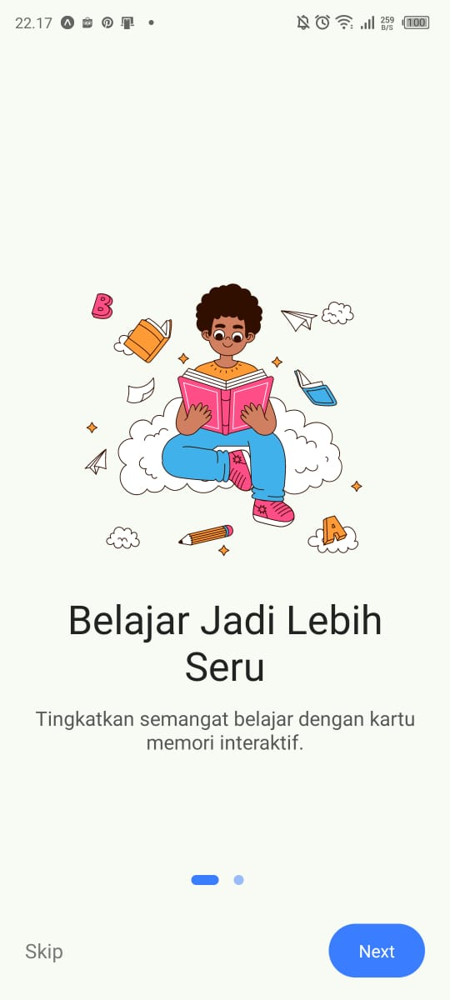 22.17
259
B/S
100
B
A
Belajar Jadi Lebih
Seru
Tingkatkan semangat belajar dengan kartu
memori interaktif.
Skip
Next